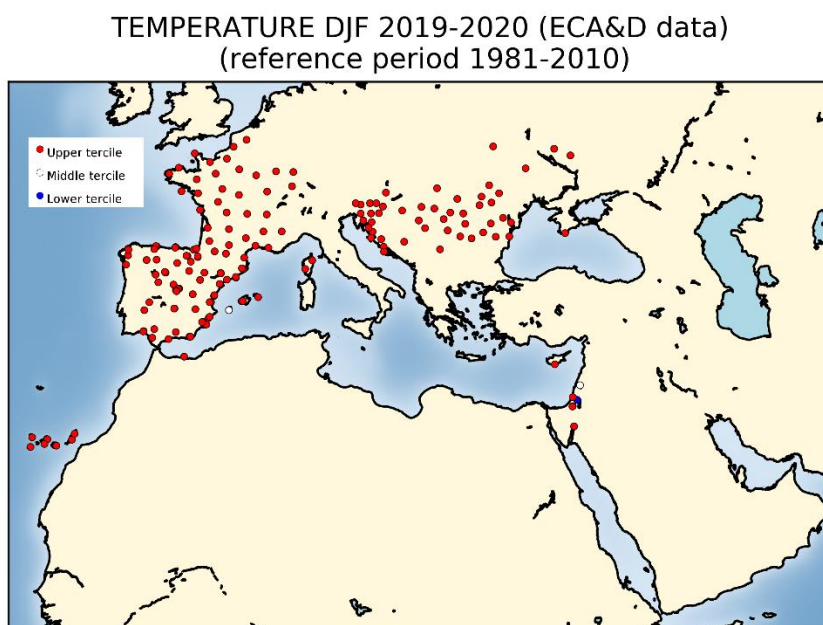 TEMPERATURE DJF 2019-2020 (ECA&D data)
(reference period 1981-2010)
Upper tercile
Middle tercile
Lower tercile